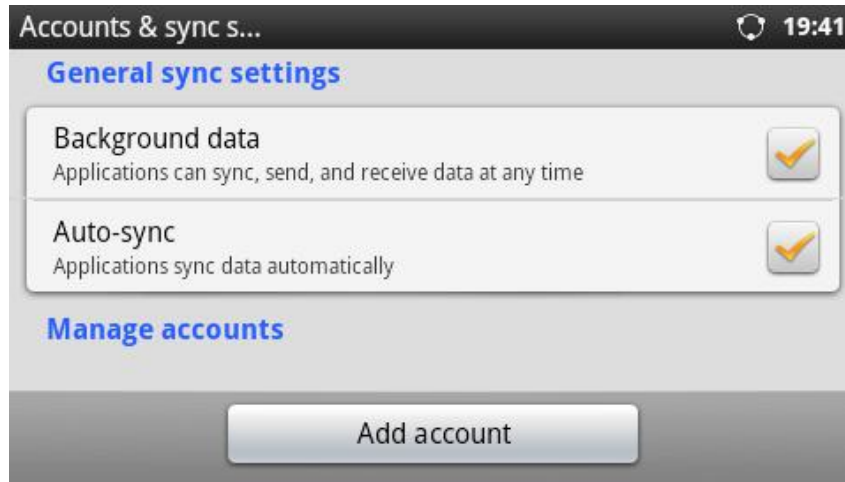 Accounts & sync s...
19:41
General sync settings
Background data
Applications can sync, send, and receive data at any time
Auto-sync
Applications sync data automatically
Manage accounts
Add account